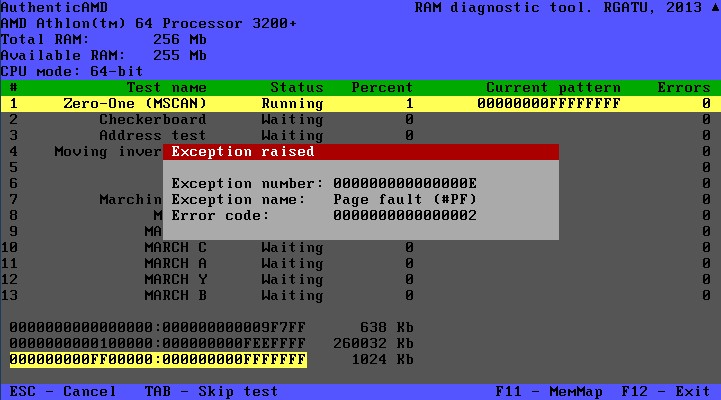 AuthenticAMD RAM diagnostic tool. RGATU, 2013 ▲
AMD Athlon(tm) 64 Processor 3200+
Total RAM: 256 Mb
Available RAM: 255 Mb
CPU mode: 64-bit
# Test name Status Percent Current pattern Errors
1 Zero-One (MSCAN) Running 1 00000000FFFFFFFF 0
2 Checkerboard Waiting 0 0
3 Address test Waiting 0 0
4 Moving inver Exception raised 0
5 0
6 Exception number: 000000000000000E 0
7 Marchin Exception name: Page fault (#PF) 0
8 M Error code: 0000000000000002 0
9 MA 0
10 MARCH C Waiting 0 0
11 MARCH A Waiting 0 0
12 MARCH Y Waiting 0 0
13 MARCH B Waiting 0 0
0000000000000000:000000000009F7FF 638 Kb
0000000000100000:000000000FEEFFFF 260032 Kb
000000000FF00000:000000000FFFFFFF 1024 Kb
ESC - Cancel TAB - Skip test F11 - MemMap F12 - Exit